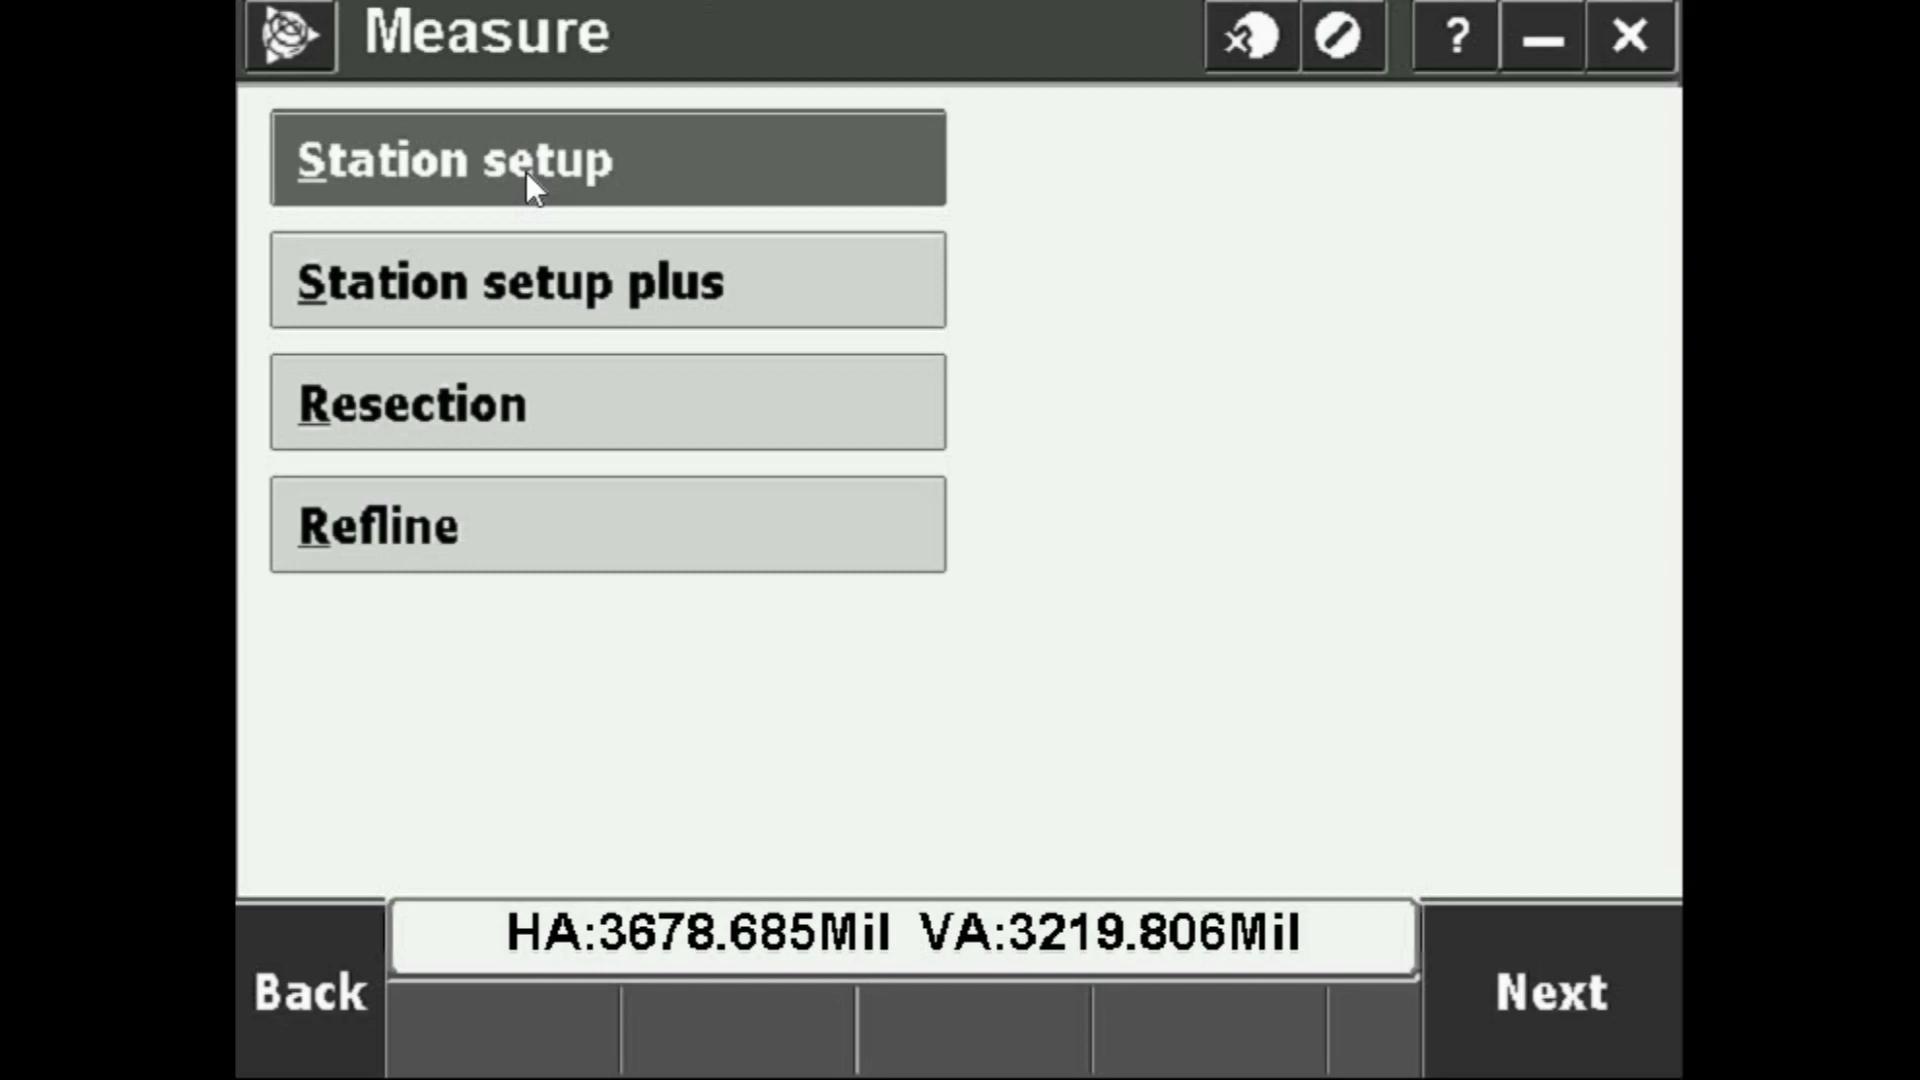 Measure
?
Station setup
Station setup plus
Resection
Refline
HA:3678.685Mil VA:3219.806Mil
Back
Next